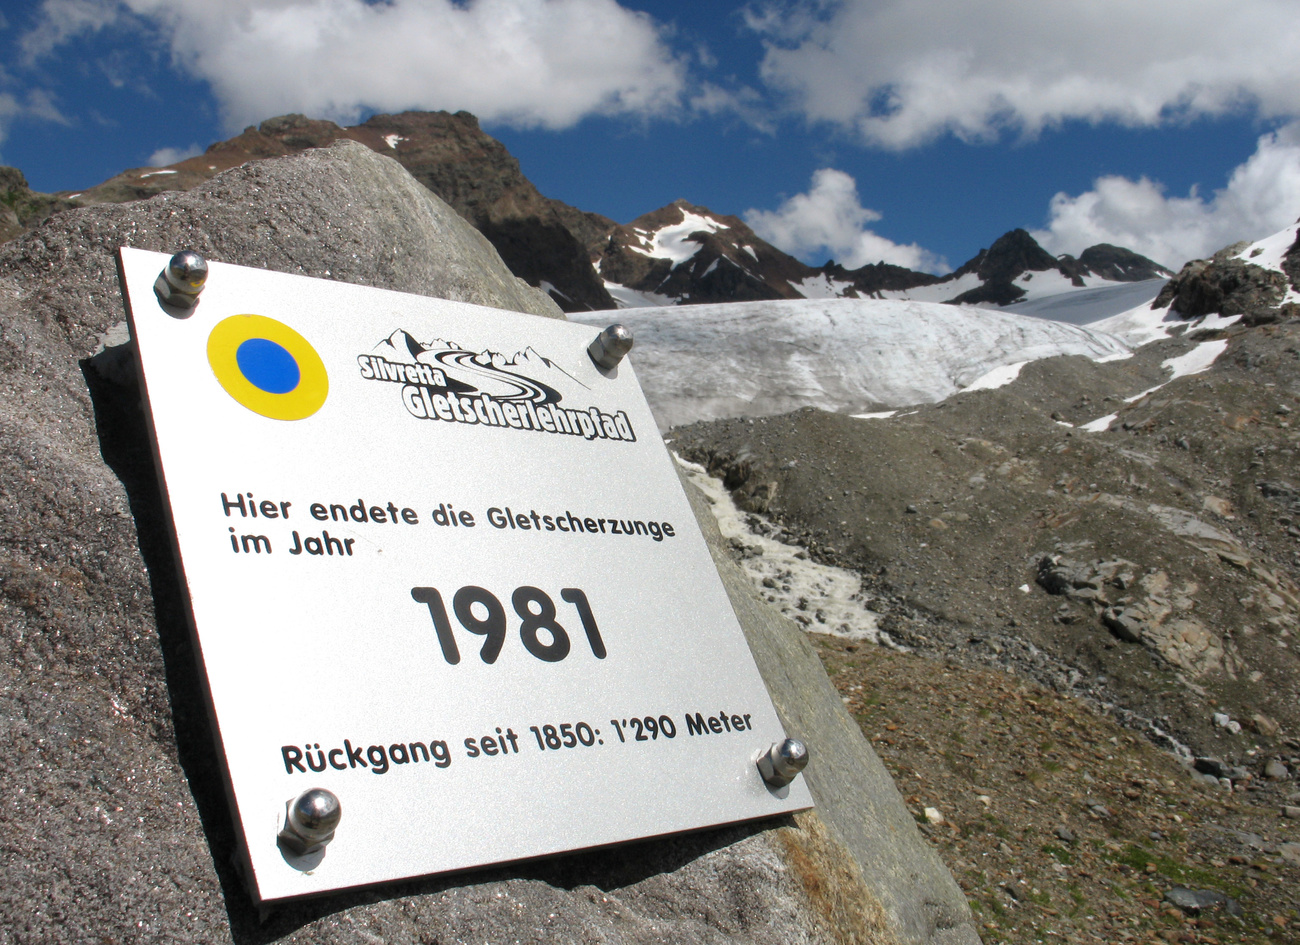 Silvretta
Gletscherlehrpfad
Hier endete die Gletscherzunge
im Jahr
1981
Rückgang seit 1850: 1'290 Meter